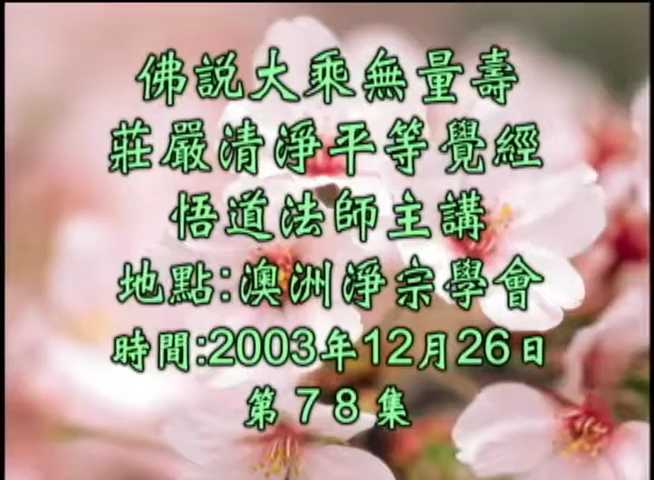 佛説大乘無量壽
莊嚴清淨平等覺經
悟道法師主講
地點:澳洲淨宗學會
時間:2003年12月26日
第78集